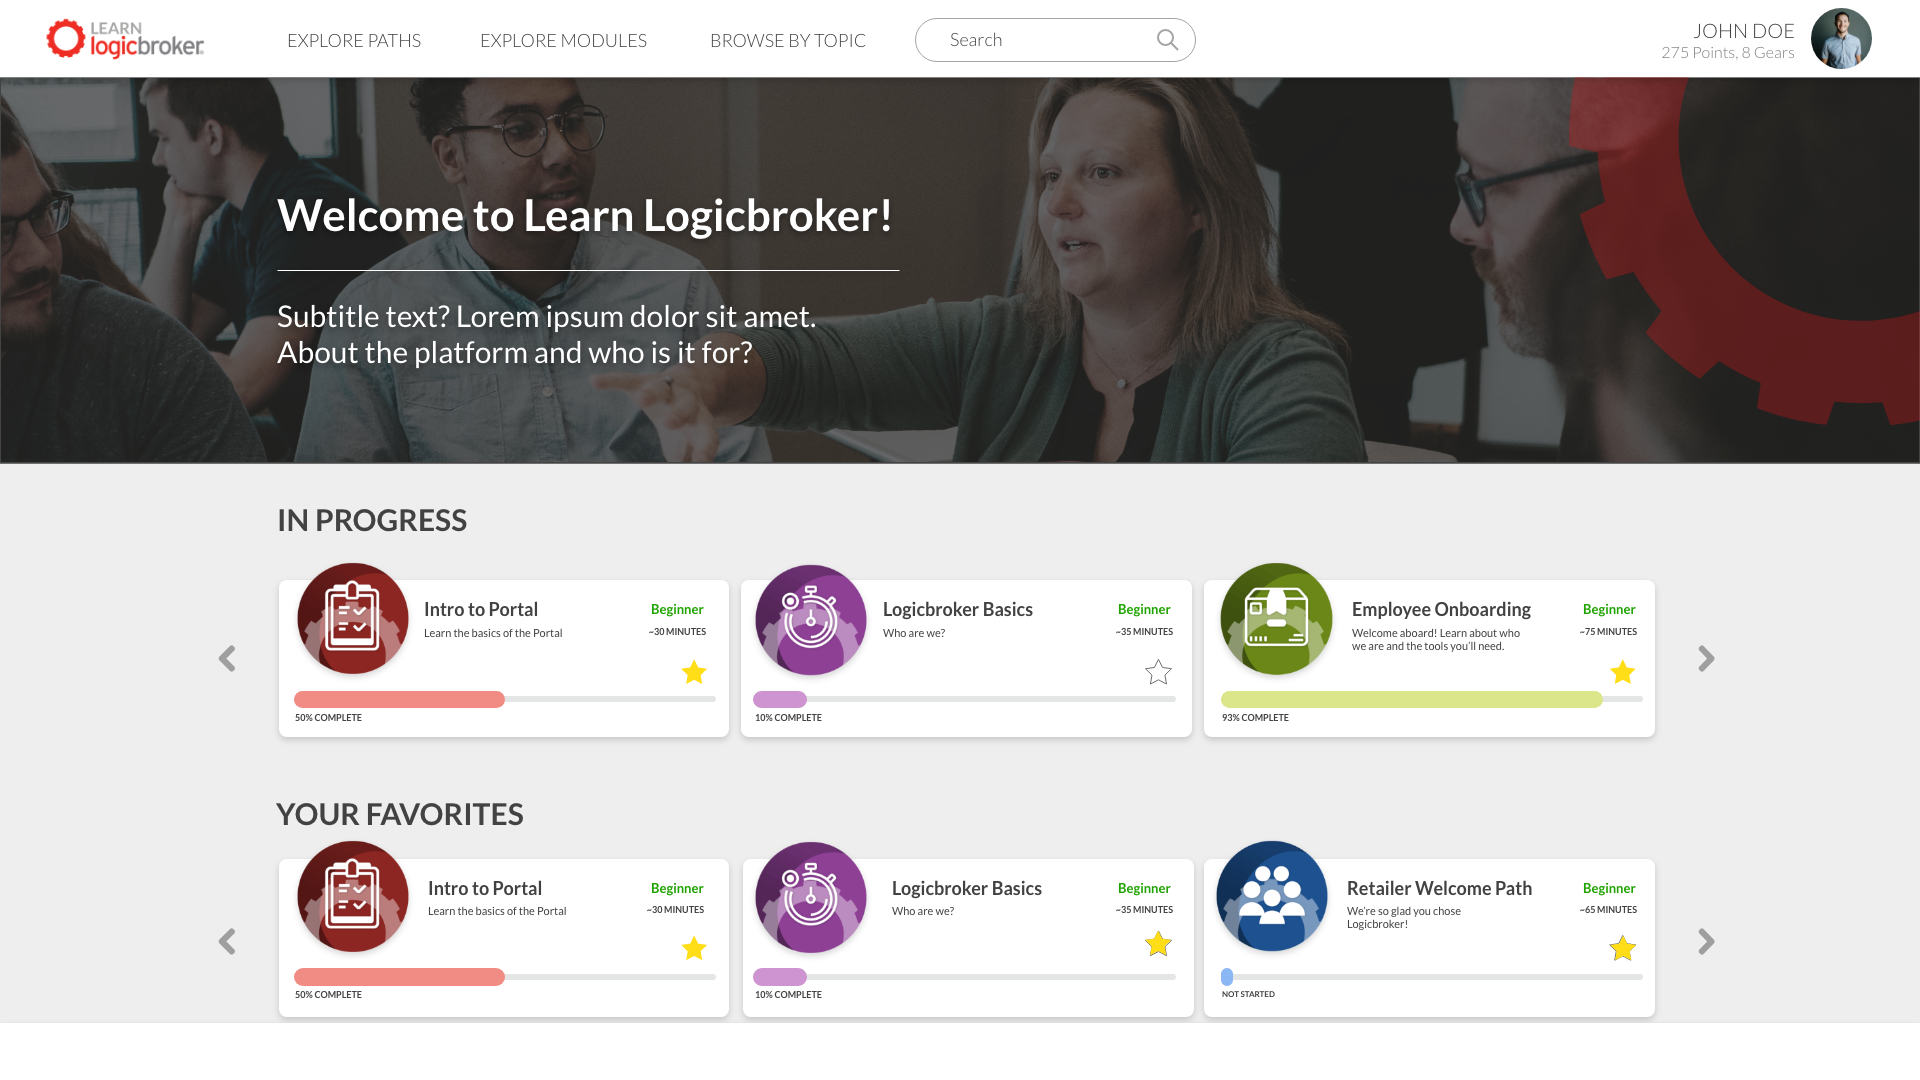 LEARN
logicbroker
EXPLORE PATHS
EXPLORE MODULES
BROWSE BY TOPIC
Search
JOHN DOE
275 Points, 8 Gears
Welcome to Learn Logicbroker!
Subtitle text? Lorem ipsum dolor sit amet.
About the platform and who is it for?
IN PROGRESS
Intro to Portal
Beginner
Learn the basics of the Portal
~30 MINUTES
50% COMPLETE
Logicbroker Basics
Beginner
Who are we?
~35 MINUTES
10% COMPLETE
Employee Onboarding
Beginner
Welcome aboard! Learn about who
we are and the tools you'll need.
~75 MINUTES
93% COMPLETE
YOUR FAVORITES
Intro to Portal
Beginner
Learn the basics of the Portal
~30 MINUTES
50% COMPLETE
Logicbroker Basics
Beginner
Who are we?
~35 MINUTES
10% COMPLETE
Retailer Welcome Path
Beginner
We're so glad you chose
Logicbroker!
~65 MINUTES
NOT STARTED